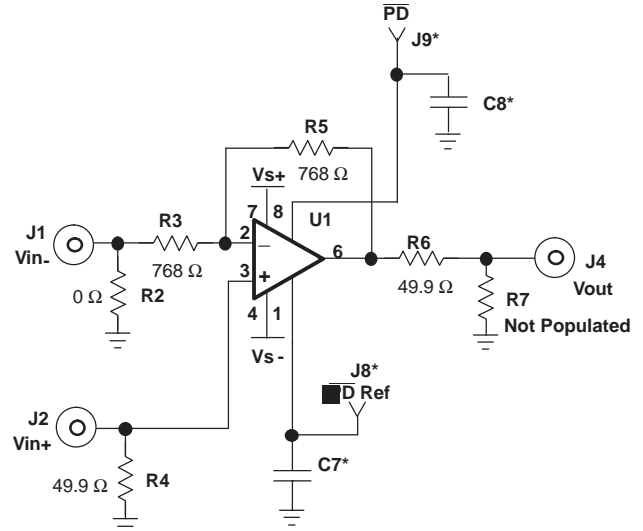 PD
J9*
C8*
R5
768 Ω
Vs+
7
8
U1
J1
Vin-
R3
768 Ω
2
−
3
+
6
R6
49.9 Ω
J4
Vout
0 Ω
R2
R7
Not Populated
4
1
Vs-
J8*
PD Ref
J2
Vin+
49.9 Ω
R4
C7*